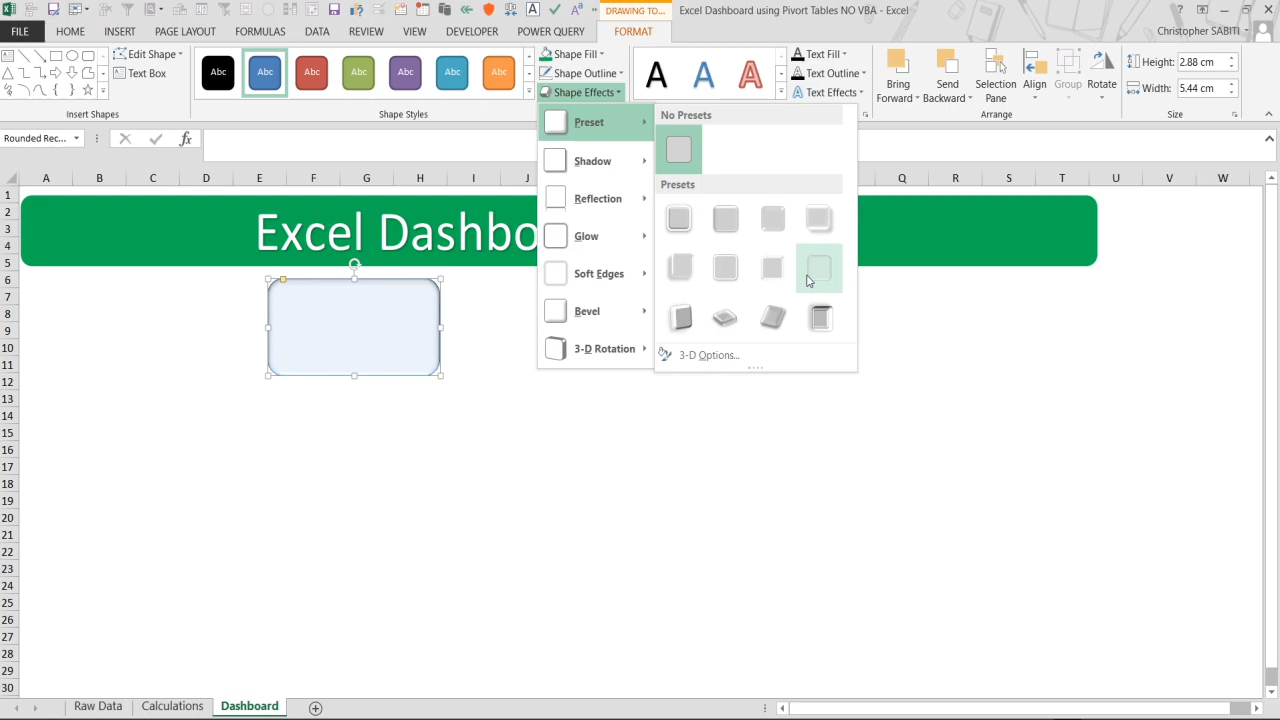 DRAWING TO...
Excel Dashboard using Pivort Tables NO VBA - Excel
FILE HOME INSERT PAGE LAYOUT FORMULAS DATA REVIEW VIEW DEVELOPER POWER QUERY FORMAT Christopher SABITI
Edit Shape
Text Box
Insert Shapes
Abc Abc Abc Abc Abc Abc Abc
Shape Styles
Shape Fill
Shape Outline
Shape Effects
A A A
Text Fill
Text Outline
Text Effects
Bring Forward
Send Backward
Selection Pane
Align
Group
Rotate
Arrange
Height: 2.88 cm
Width: 5.44 cm
Size
Rounded Rec...
fx
Preset
Shadow
Reflection
Glow
Soft Edges
Bevel
3-D Rotation
No Presets
Presets
3-D Options...
A B C D E F G H I J Q R S T U V W
1
2
3
4
5
6
7
8
9
10
11
12
13
14
15
16
17
18
19
20
21
22
23
24
25
26
27
28
29
30
Excel Dashbo
Raw Data Calculations Dashboard